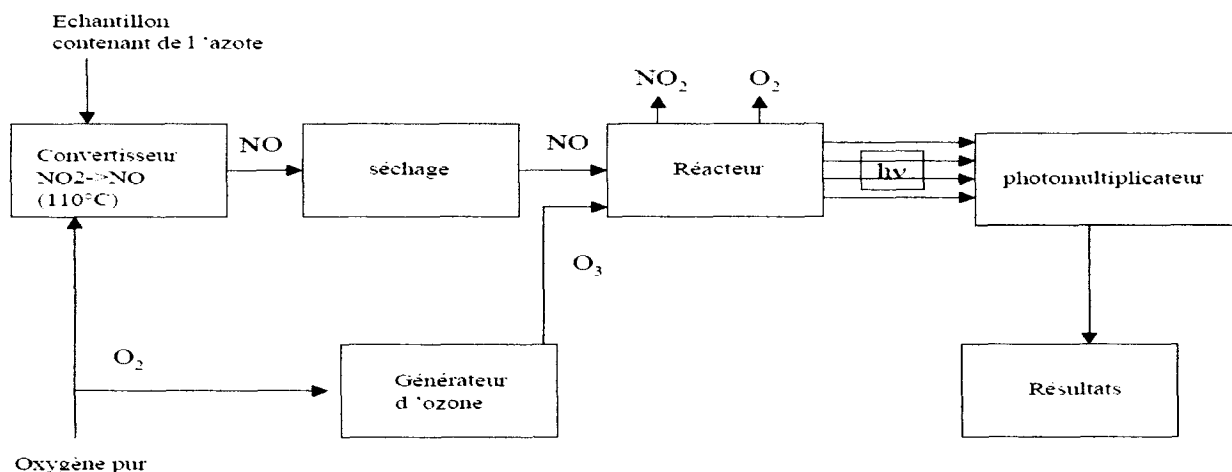 Echantillon
contenant de l 'azote
NO₂
O₂
Convertisseur
NO2->NO
(110°C)
NO
séchage
NO
Réacteur
hν
photomultiplicateur
O₃
O₂
Générateur
d 'ozone
Résultats
Oxygène pur